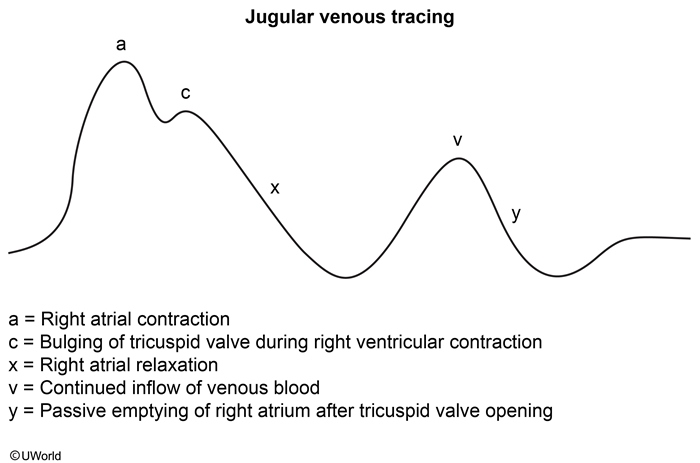 Jugular venous tracing
a
c
x
v
y
a = Right atrial contraction
c = Bulging of tricuspid valve during right ventricular contraction
x = Right atrial relaxation
v = Continued inflow of venous blood
y = Passive emptying of right atrium after tricuspid valve opening
©UWorld